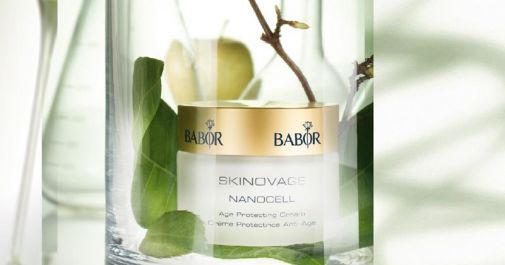 BABOR BABOR
SKINOVAGE
NANOCELL
Age Protecting Cream
Crème Protectrice Anti-Age